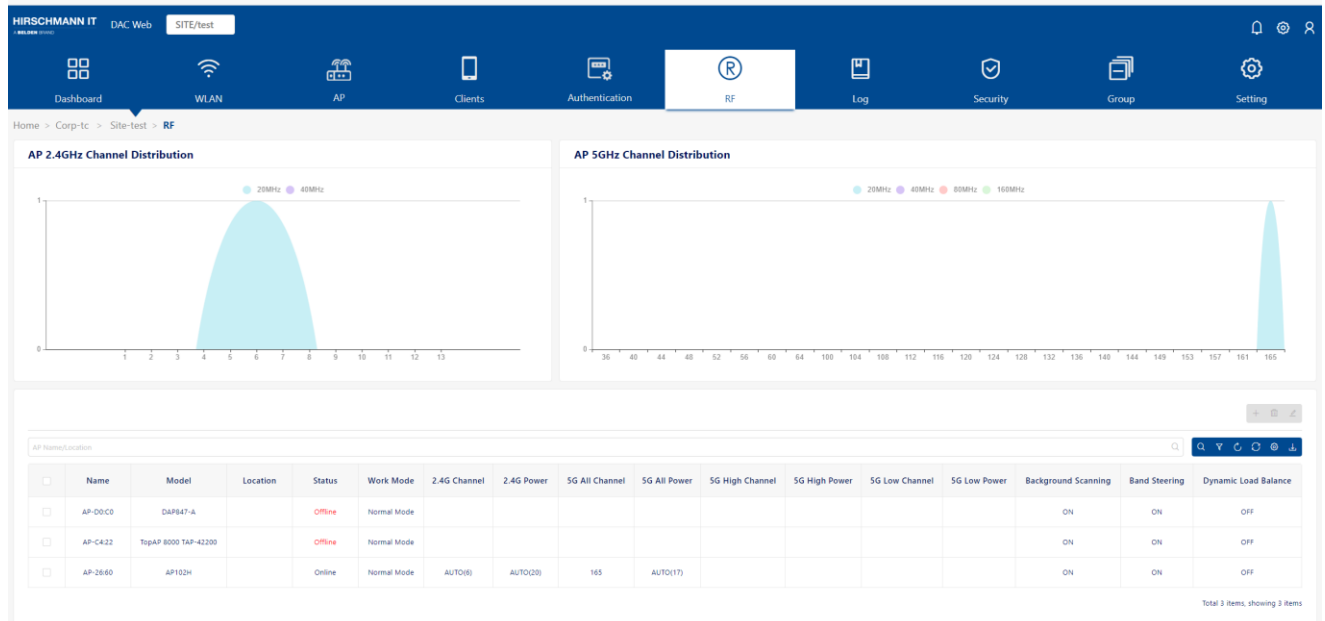 HIRSCHMANN IT DAC Web SITE/test
A BELDEN BRAND
Dashboard WLAN AP Clients Authentication RF Log Security Group Setting
Home > Corp-tc > Site-test > RF
AP 2.4GHz Channel Distribution
20MHz 40MHz
1
0
1 2 3 4 5 6 7 8 9 10 11 12 13
AP 5GHz Channel Distribution
20MHz 40MHz 80MHz 160MHz
1
0
36 40 44 48 52 56 60 64 100 104 108 112 116 120 124 128 132 136 140 144 149 153 157 161 165
AP Name/Location
Name Model Location Status Work Mode 2.4G Channel 2.4G Power 5G All Channel 5G All Power 5G High Channel 5G High Power 5G Low Channel 5G Low Power Background Scanning Band Steering Dynamic Load Balance
AP-D0:C0 DAP847-A Offline Normal Mode ON ON OFF
AP-C4:22 TopAP 8000 TAP-42200 Offline Normal Mode ON ON OFF
AP-26:60 AP102H Online Normal Mode AUTO(6) AUTO(20) 165 AUTO(17) ON ON OFF
Total 3 items, showing 3 items